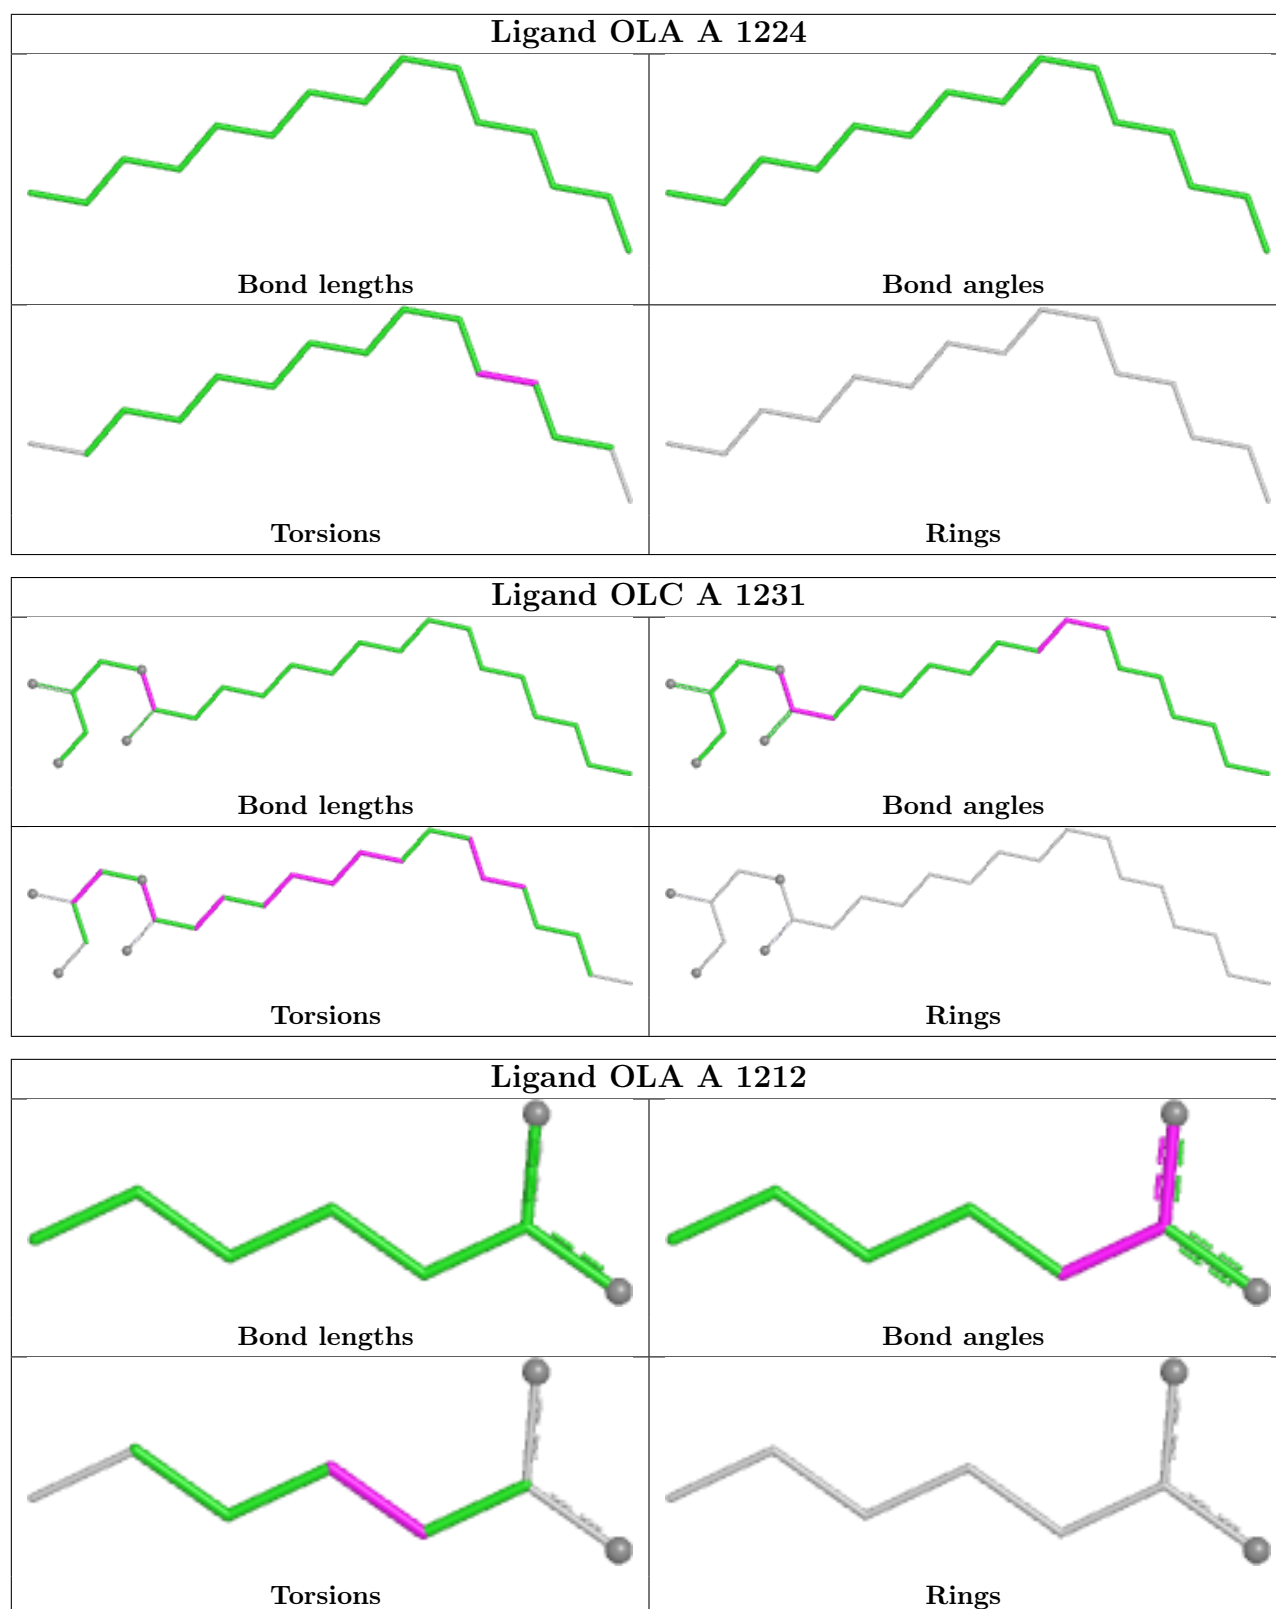 Ligand OLA A 1224
Bond lengths
Bond angles
Torsions
Rings
Ligand OLC A 1231
Bond lengths
Bond angles
Torsions
Rings
Ligand OLA A 1212
Bond lengths
Bond angles
Torsions
Rings